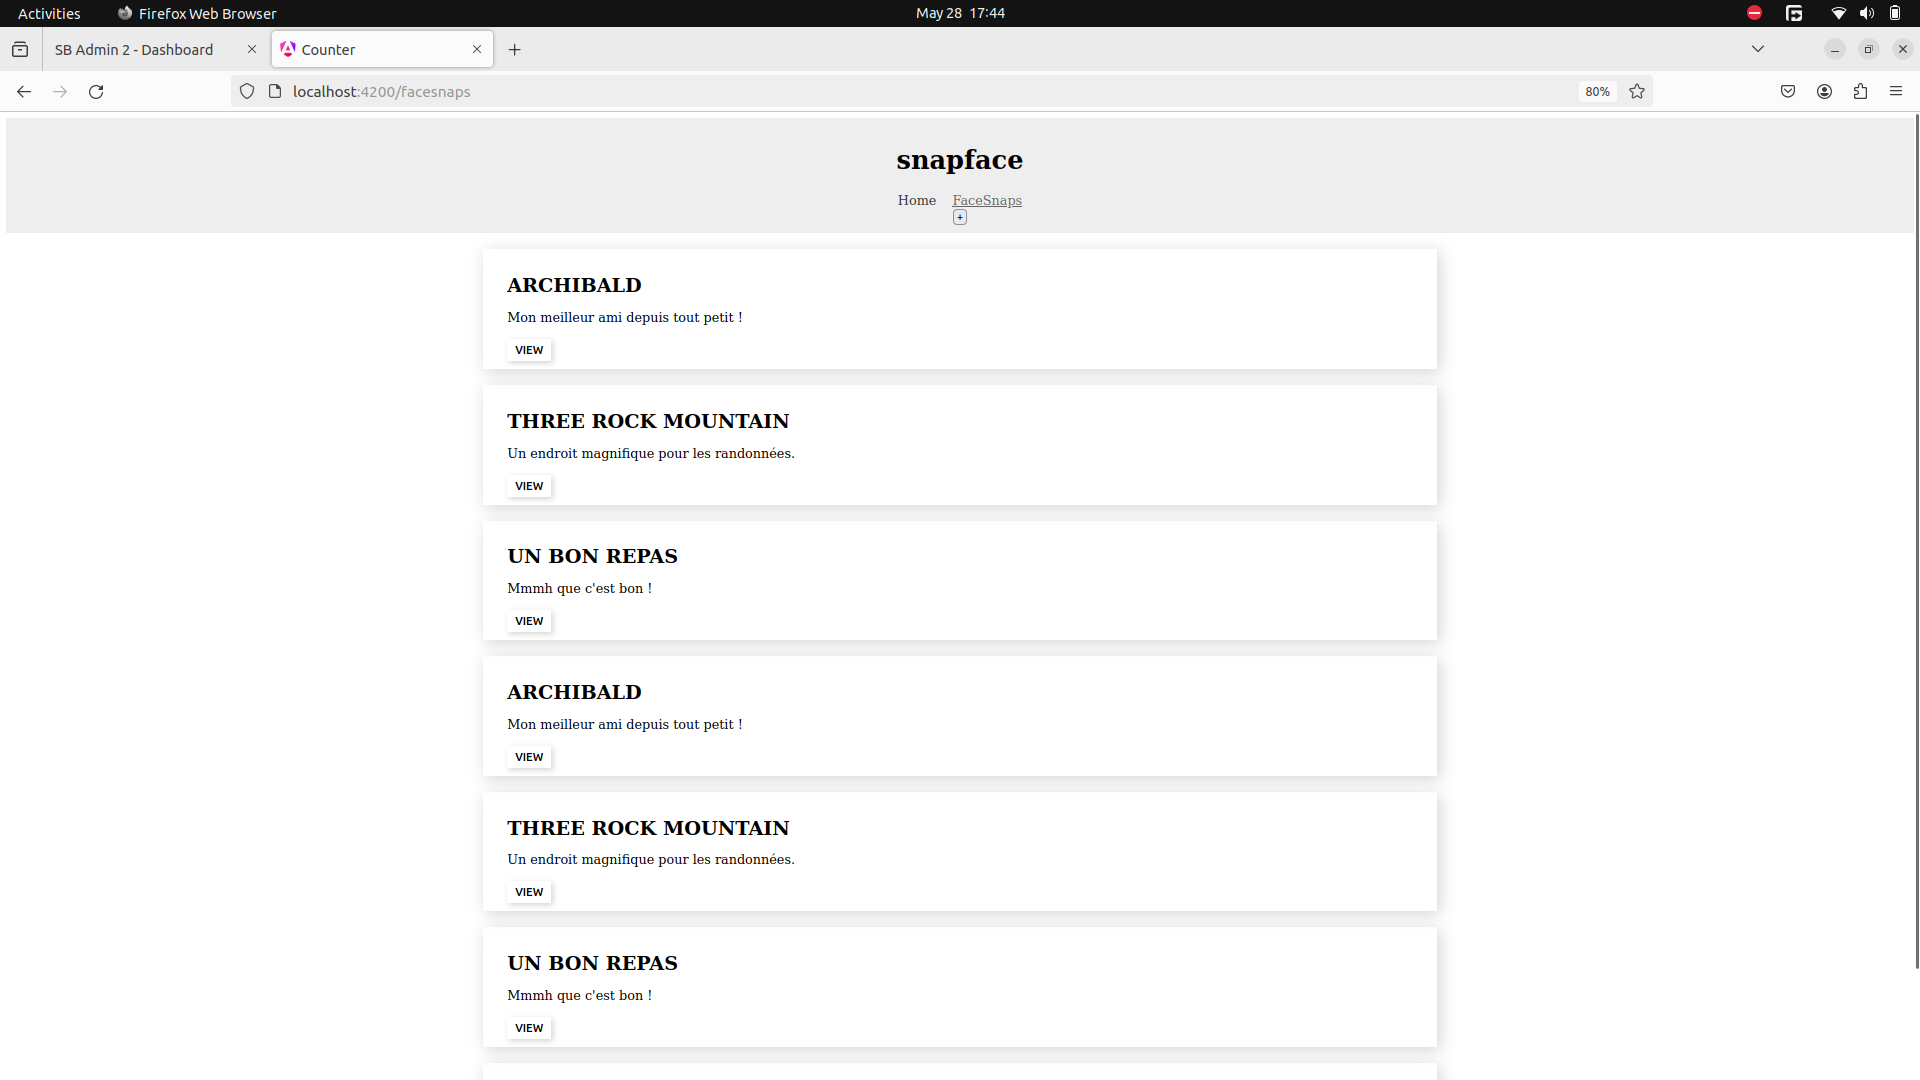 Activities
Firefox Web Browser
May 28 17:44
SB Admin 2 - Dashboard
Counter
localhost:4200/facesnaps
80%
snapface
Home
FaceSnaps
+
ARCHIBALD
Mon meilleur ami depuis tout petit !
VIEW
THREE ROCK MOUNTAIN
Un endroit magnifique pour les randonnées.
VIEW
UN BON REPAS
Mmmh que c'est bon !
VIEW
ARCHIBALD
Mon meilleur ami depuis tout petit !
VIEW
THREE ROCK MOUNTAIN
Un endroit magnifique pour les randonnées.
VIEW
UN BON REPAS
Mmmh que c'est bon !
VIEW